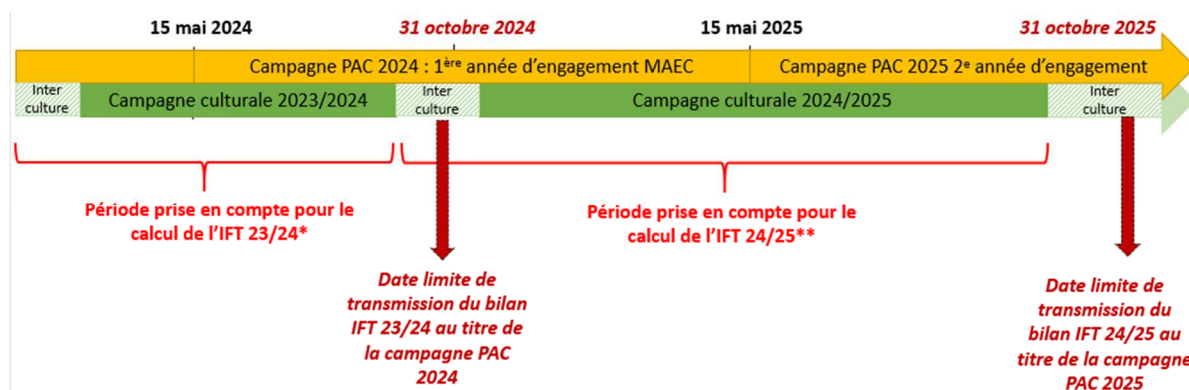 15 mai 2024
31 octobre 2024
15 mai 2025
31 octobre 2025
Campagne PAC 2024 : 1ère année d'engagement MAEC
Campagne PAC 2025 2e année d'engagement
Inter
culture
Campagne culturale 2023/2024
Inter
culture
Campagne culturale 2024/2025
Inter
culture
Période prise en compte pour le
calcul de l'IFT 23/24*
Période prise en compte pour le
calcul de l'IFT 24/25**
Date limite de
transmission du bilan
IFT 23/24 au titre de
la campagne PAC
2024
Date limite de
transmission du
bilan IFT 24/25 au
titre de la campagne
PAC 2025